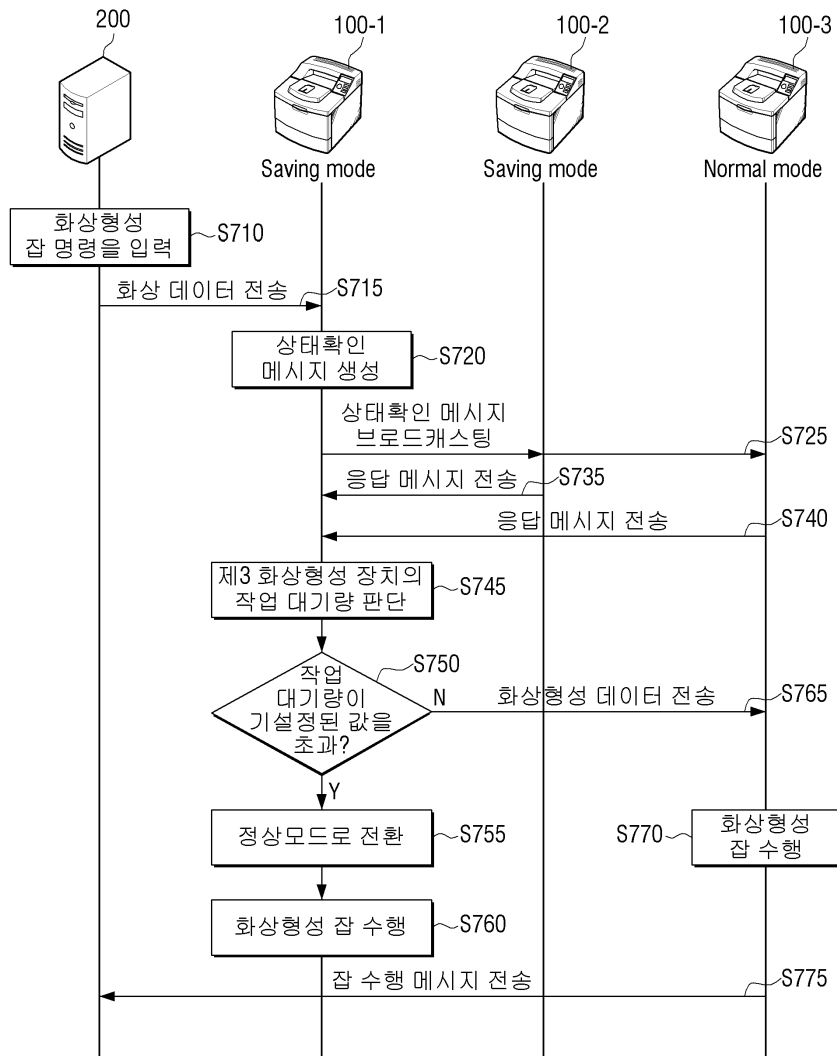 200
100-1
100-2
100-3
Saving mode
Saving mode
Normal mode
화상형성
잡 명령을 입력
S710
화상 데이터 전송
S715
상태확인
메시지 생성
S720
상태확인 메시지
브로드캐스팅
S725
응답 메시지 전송
S735
응답 메시지 전송
S740
제3 화상형성 장치의
작업 대기량 판단
S745
작업
대기량이
기설정된 값을
초과?
S750
N
화상형성 데이터 전송
S765
Y
정상모드로 전환
S755
S770
화상형성
잡 수행
화상형성 잡 수행
S760
잡 수행 메시지 전송
S775